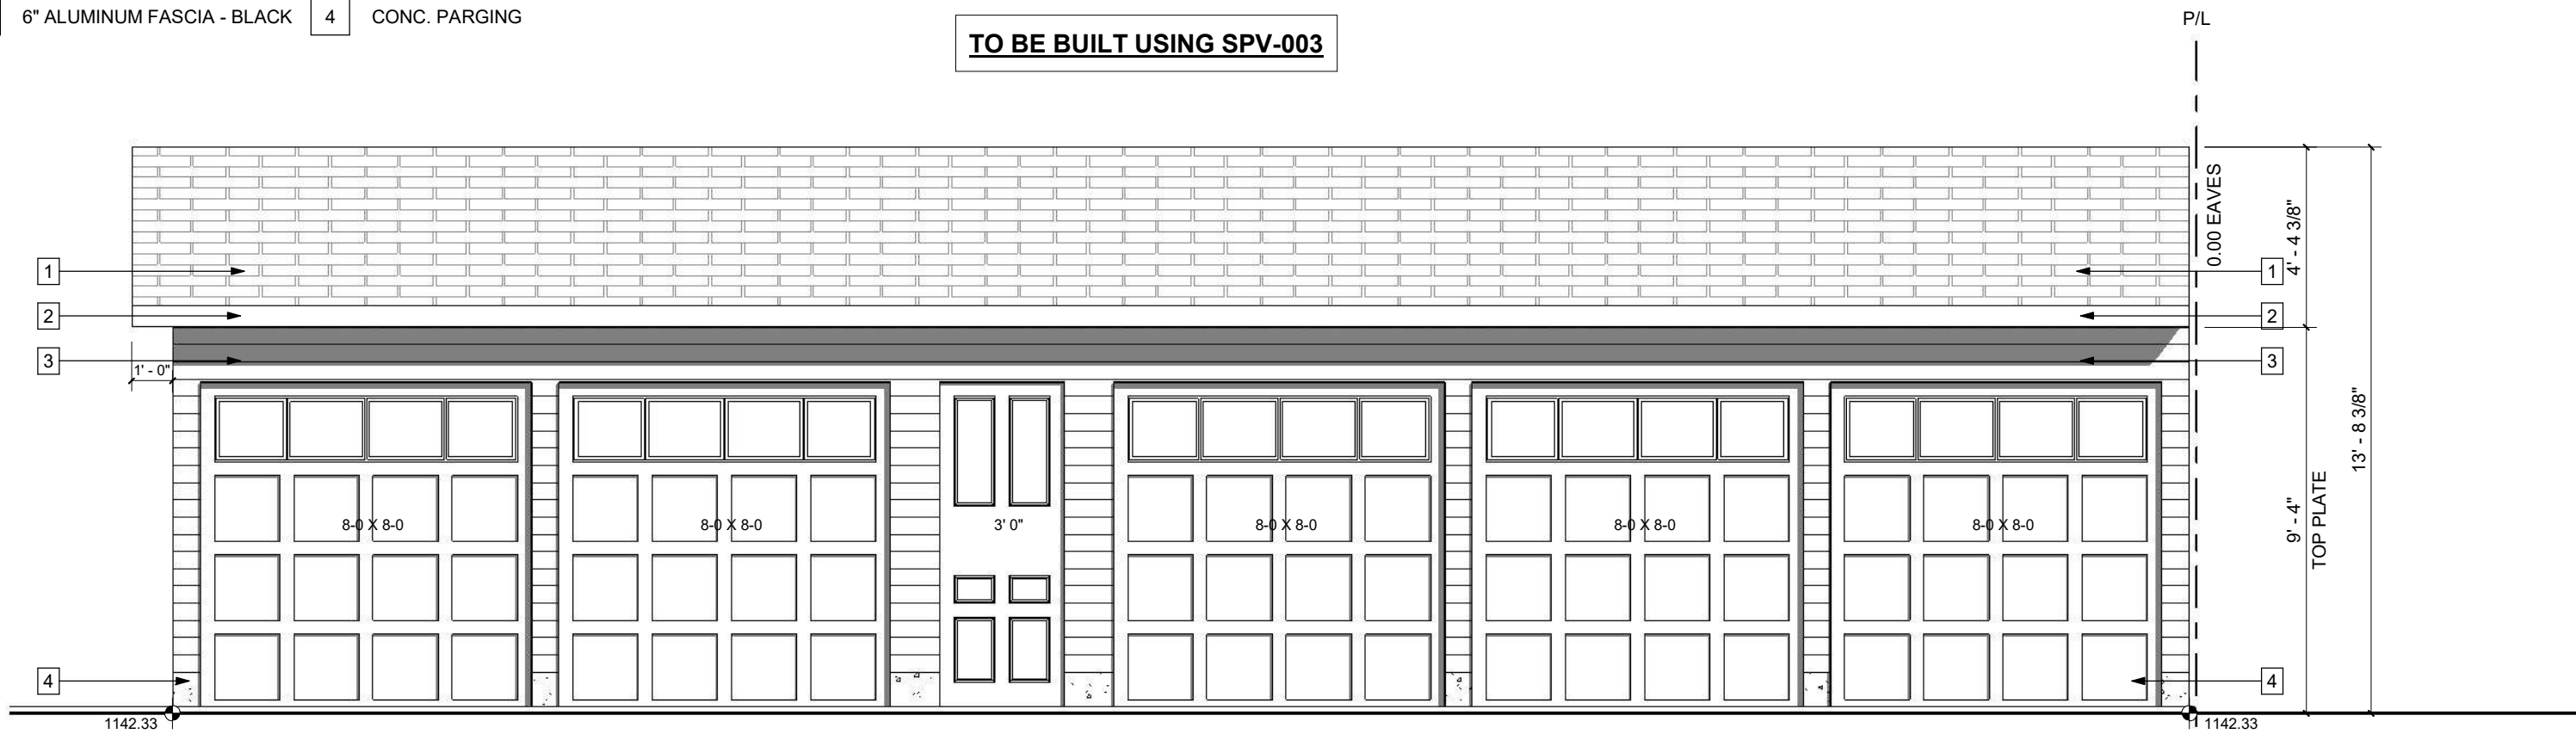 6" ALUMINUM FASCIA - BLACK 4 CONC. PARGING
TO BE BUILT USING SPV-003
P/L
0.00 EAVES
4' - 4 3/8"
1 1
2 2
3 3
1' - 0"
13' - 8 3/8"
9' - 4"
TOP PLATE
8-0 X 8-0 8-0 X 8-0 3' 0" 8-0 X 8-0 8-0 X 8-0 8-0 X 8-0
4 4
1142.33 1142.33